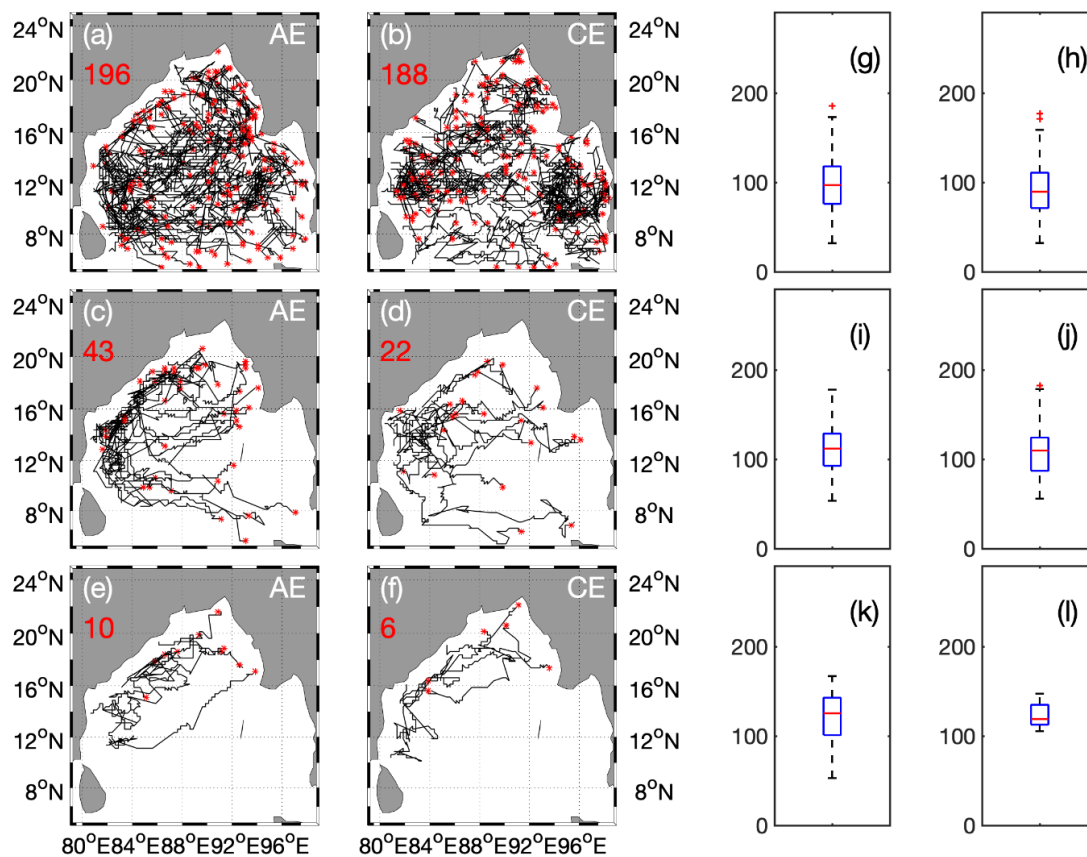 24°N (a) AE (b) CE 24°N
20°N 196 188 20°N
16°N 16°N
12°N 12°N
8°N 8°N
24°N (c) AE (d) CE 24°N
20°N 43 22 20°N
16°N 16°N
12°N 12°N
8°N 8°N
24°N (e) AE (f) CE 24°N
20°N 10 6 20°N
16°N 16°N
12°N 12°N
8°N 8°N
80°E84°E88°E92°E96°E 80°E84°E88°E92°E96°E
(g) (h)
200 200
100 100
0 0
(i) (j)
200 200
100 100
0 0
(k) (l)
200 200
100 100
0 0